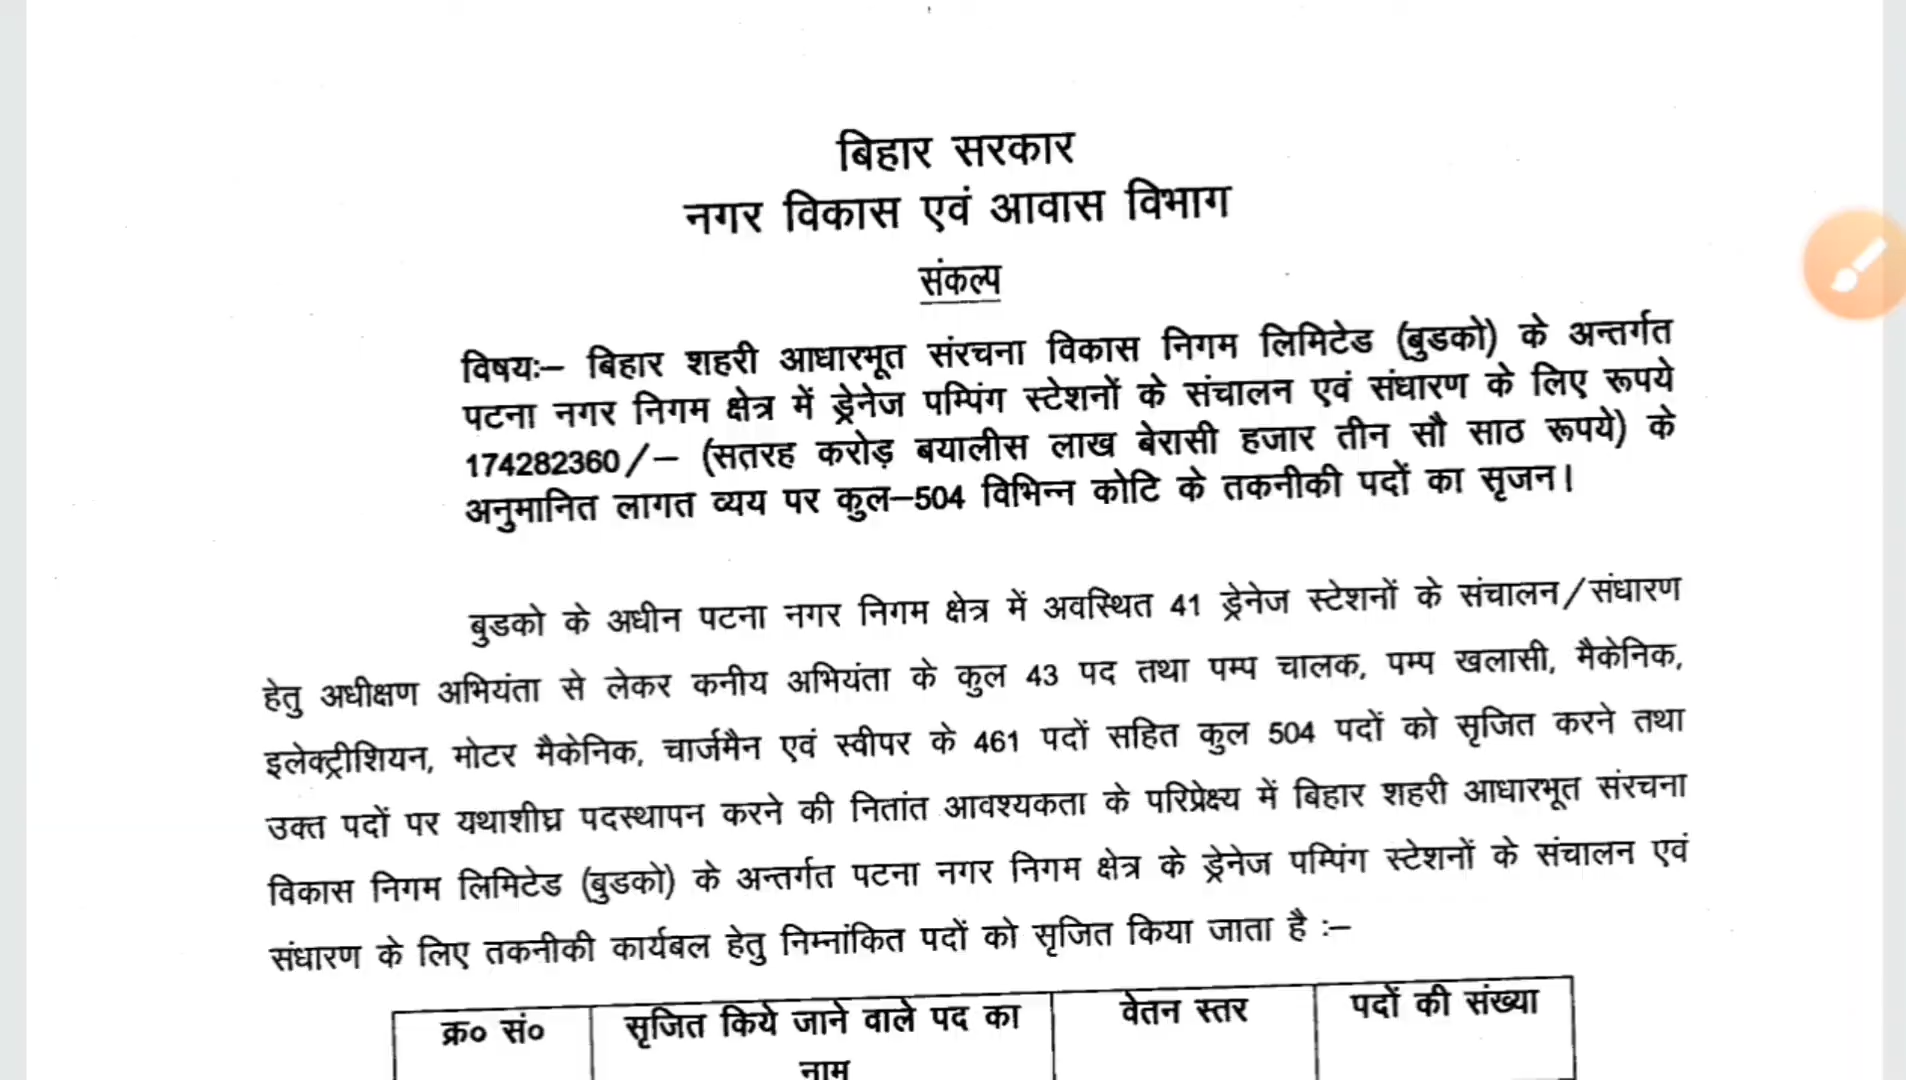 बिहार सरकार
नगर विकास एवं आवास विभाग
संकल्प
विषयः– बिहार शहरी आधारभूत संरचना विकास निगम लिमिटेड (बुडको) के अन्तर्गत
पटना नगर निगम क्षेत्र में ड्रेनेज पम्पिंग स्टेशनों के संचालन एवं संधारण के लिए रूपये
174282360/– (सतरह करोड़ बयालीस लाख बेरासी हजार तीन सौ साठ रूपये) के
अनुमानित लागत व्यय पर कुल–504 विभिन्न कोटि के तकनीकी पदों का सृजन।
बुडको के अधीन पटना नगर निगम क्षेत्र में अवस्थित 41 ड्रेनेज स्टेशनों के संचालन/संधारण
हेतु अधीक्षण अभियंता से लेकर कनीय अभियंता के कुल 43 पद तथा पम्प चालक, पम्प खलासी, मैकेनिक,
इलेक्ट्रीशियन, मोटर मैकेनिक, चार्जमैन एवं स्वीपर के 461 पदों सहित कुल 504 पदों को सृजित करने तथा
उक्त पदों पर यथाशीघ्र पदस्थापन करने की नितांत आवश्यकता के परिप्रेक्ष्य में बिहार शहरी आधारभूत संरचना
विकास निगम लिमिटेड (बुडको) के अन्तर्गत पटना नगर निगम क्षेत्र के ड्रेनेज पम्पिंग स्टेशनों के संचालन एवं
संधारण के लिए तकनीकी कार्यबल हेतु निम्नांकित पदों को सृजित किया जाता है :–
क्र० सं० सृजित किये जाने वाले पद का वेतन स्तर पदों की संख्या
नाम